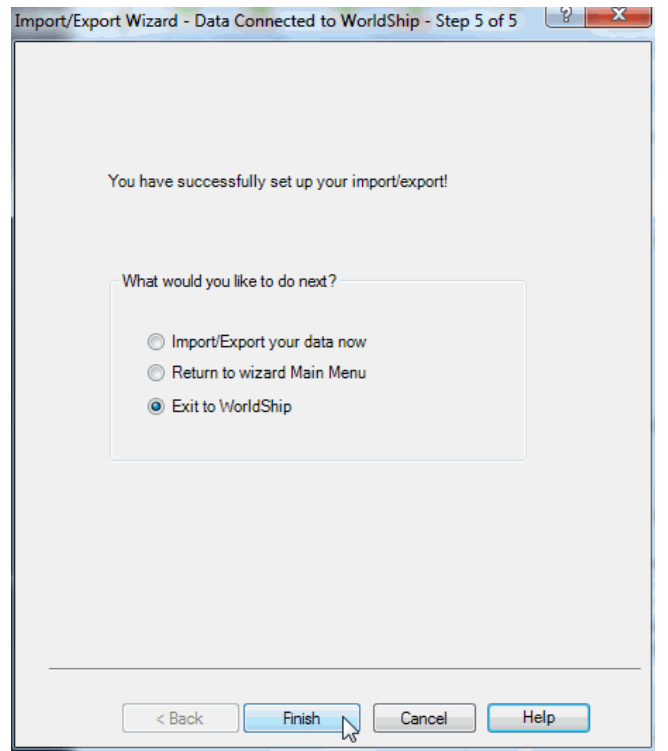 Import/Export Wizard - Data Connected to WorldShip - Step 5 of 5
? X
You have successfully set up your import/export!
What would you like to do next?
Import/Export your data now
Return to wizard Main Menu
Exit to WorldShip
< Back Finish Cancel Help